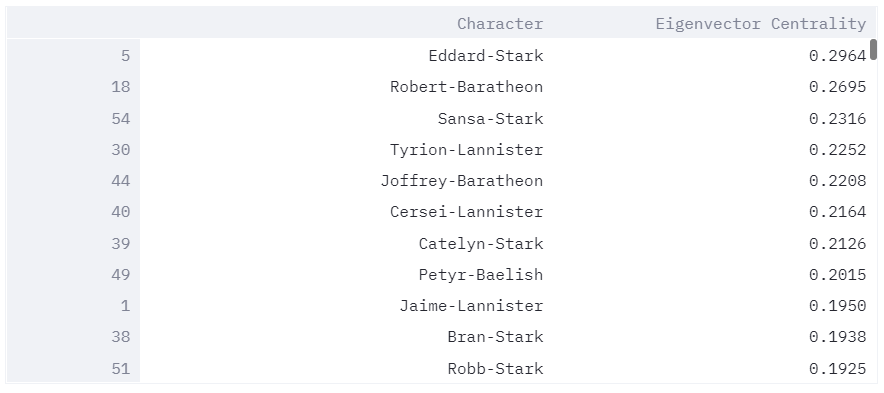 Character Eigenvector Centrality
5 Eddard-Stark 0.2964
18 Robert-Baratheon 0.2695
54 Sansa-Stark 0.2316
30 Tyrion-Lannister 0.2252
44 Joffrey-Baratheon 0.2208
40 Cersei-Lannister 0.2164
39 Catelyn-Stark 0.2126
49 Petyr-Baelish 0.2015
1 Jaime-Lannister 0.1950
38 Bran-Stark 0.1938
51 Robb-Stark 0.1925